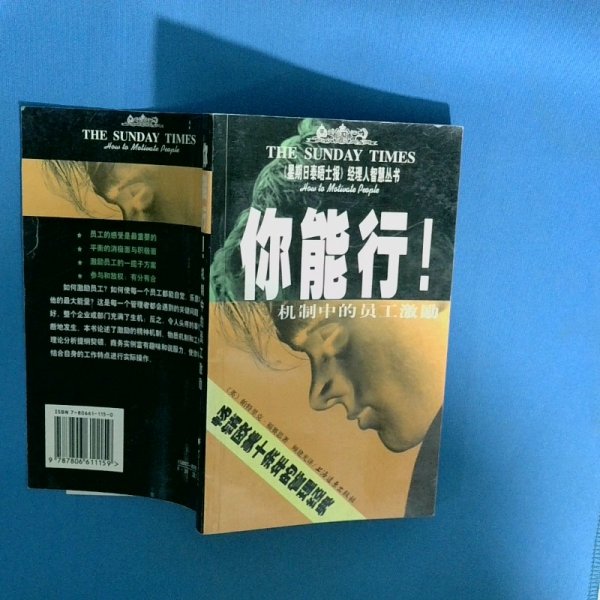 THE SUNDAY TIMES
《星期日泰晤士报》经理人智慧丛书
How to Motivate People
你能行!
机制中的员工激励
THE SUNDAY TIMES
How to Motivate People
★ 员工的感受是最重要的
★ 平衡的消极面与积极面
★ 激励员工的一揽子方案
★ 参与和放权,有分有合
如何激励员工?如何使每个员工都能自觉、乐
他的最大能量?这是每一个管理者都会遇到的关键问
好,整个企业或部门充满了生机,反之,令人头疼的事
断地发生。本书论述了激励的精神机制、物质机制和工
理论分析提纲契领,商务实例富有趣味和说服力,使你
结合自身的工作特点进行实际操作。
ISBN 7-80661-115-0
9 787806 611159 >